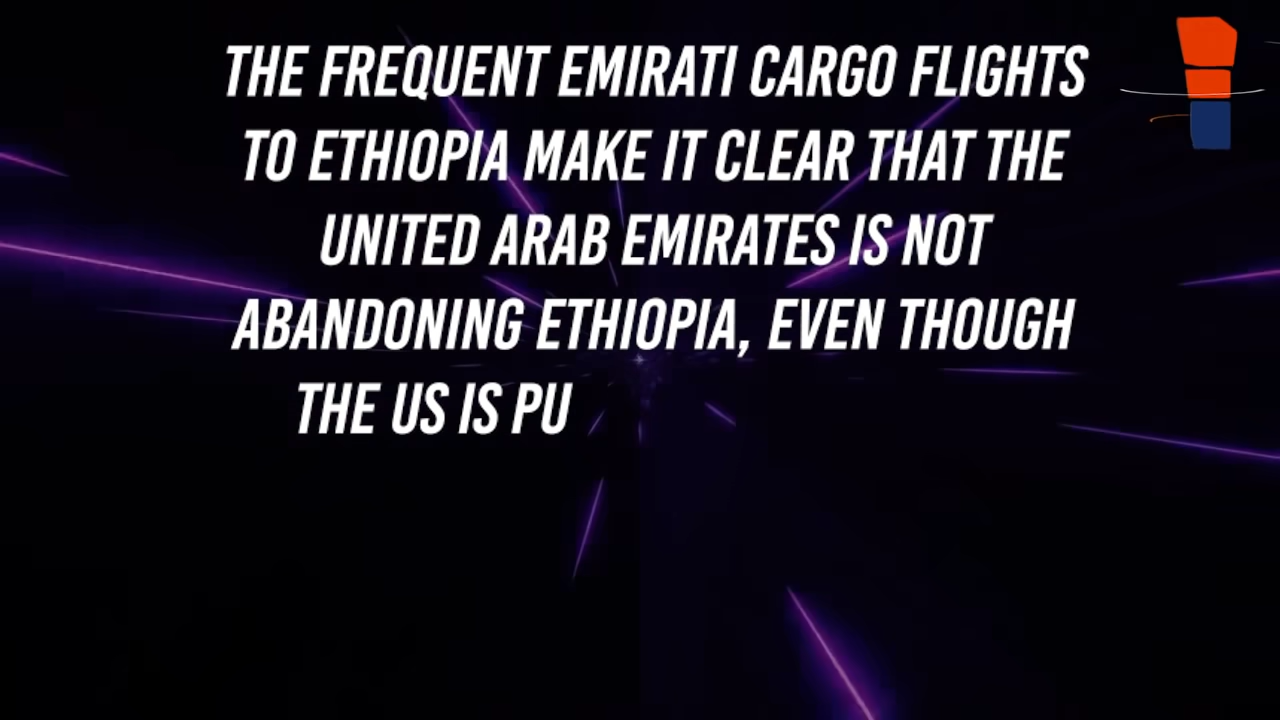 THE FREQUENT EMIRATI CARGO FLIGHTS
TO ETHIOPIA MAKE IT CLEAR THAT THE
UNITED ARAB EMIRATES IS NOT
ABANDONING ETHIOPIA, EVEN THOUGH
THE US IS PU